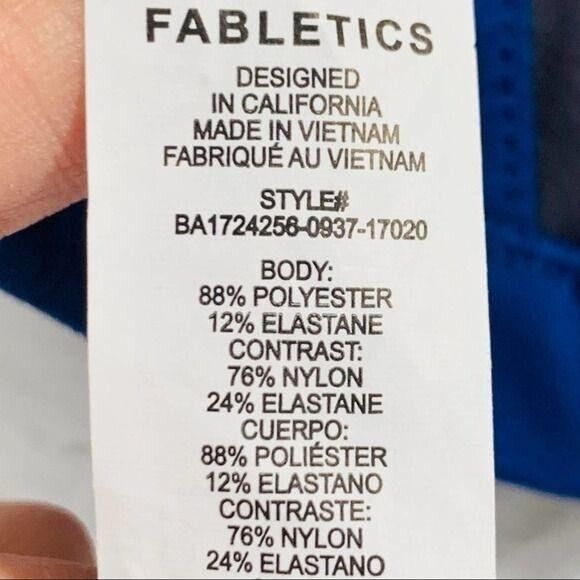 FABLETICS
DESIGNED
IN CALIFORNIA
MADE IN VIETNAM
FABRIQUÉ AU VIETNAM
STYLE#
BA1724256-0937-17020
BODY:
88% POLYESTER
12% ELASTANE
CONTRAST:
76% NYLON
24% ELASTANE
CUERPO:
88% POLIÉSTER
12% ELASTANO
CONTRASTE:
76% NYLON
24% ELASTANO